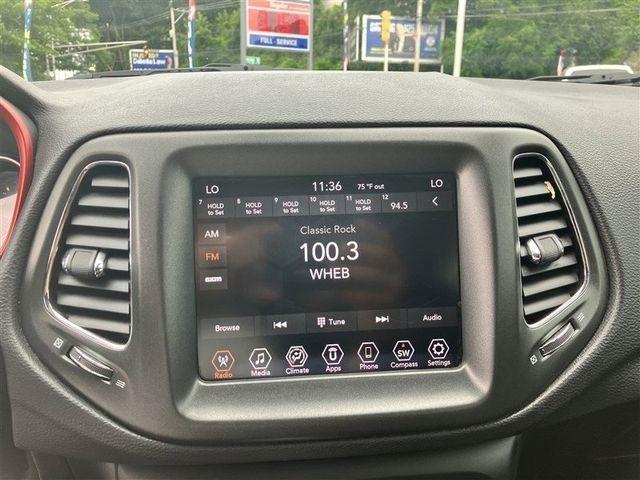 Regular
FULL SERVICE
LO 11:36 75 °F out LO
7 HOLD to Set 8 HOLD to Set 9 HOLD to Set 10 HOLD to Set 11 HOLD to Set 12 94.5 <
AM
Classic Rock
100.3
FM
WHEB
sxm
Browse Tune Audio
Radio Media Climate Apps Phone SW Compass Settings